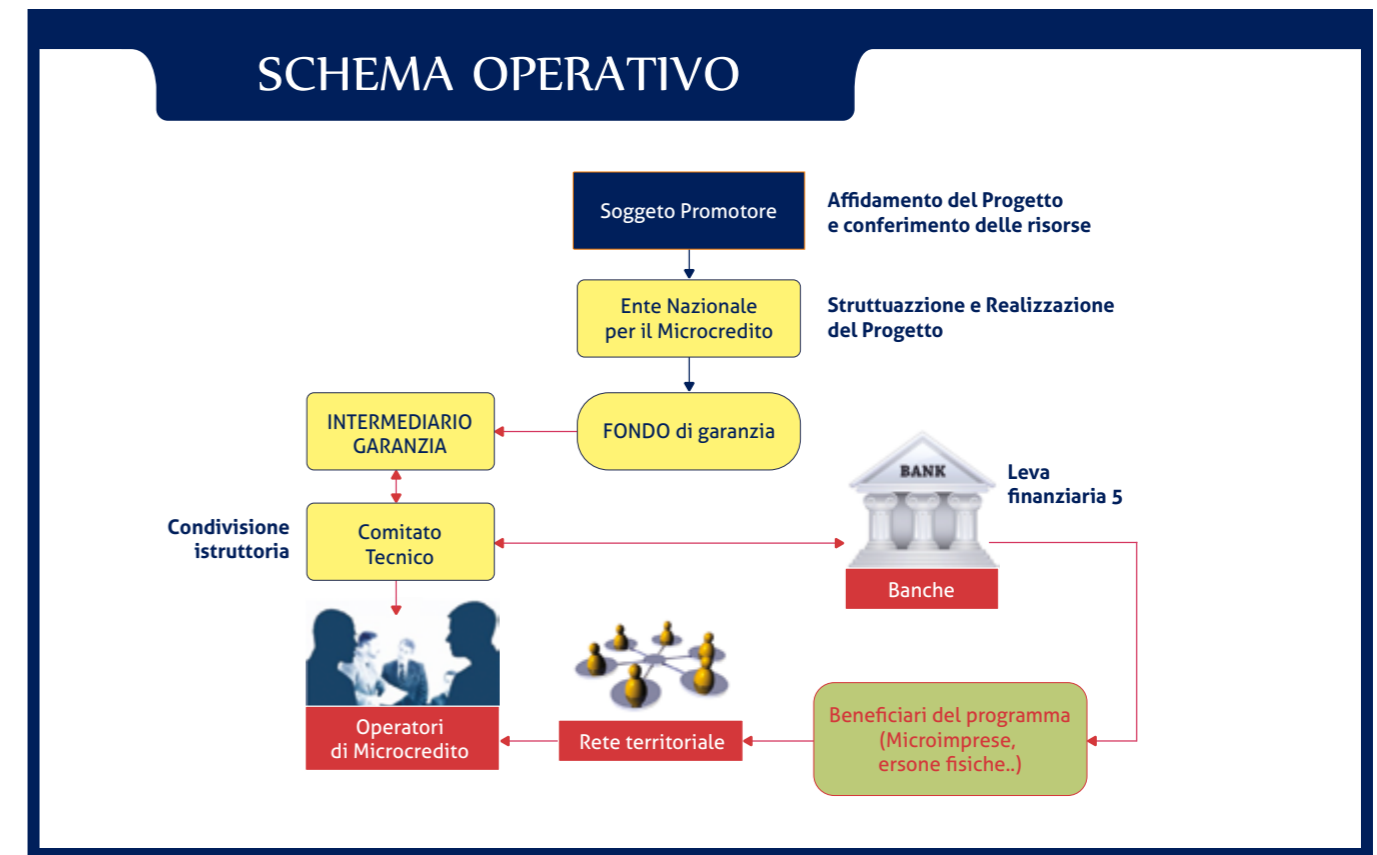 SCHEMA OPERATIVO
Soggeto Promotore
Affidamento del Progetto
e conferimento delle risorse
Ente Nazionale
per il Microcredito
Struttuazzione e Realizzazione
del Progetto
INTERMEDIARIO
GARANZIA
FONDO di garanzia
BANK
Leva
finanziaria 5
Condivisione
istruttoria
Comitato
Tecnico
Banche
Operatori
di Microcredito
Rete territoriale
Beneficiari del programma
(Microimprese,
ersone fisiche..)